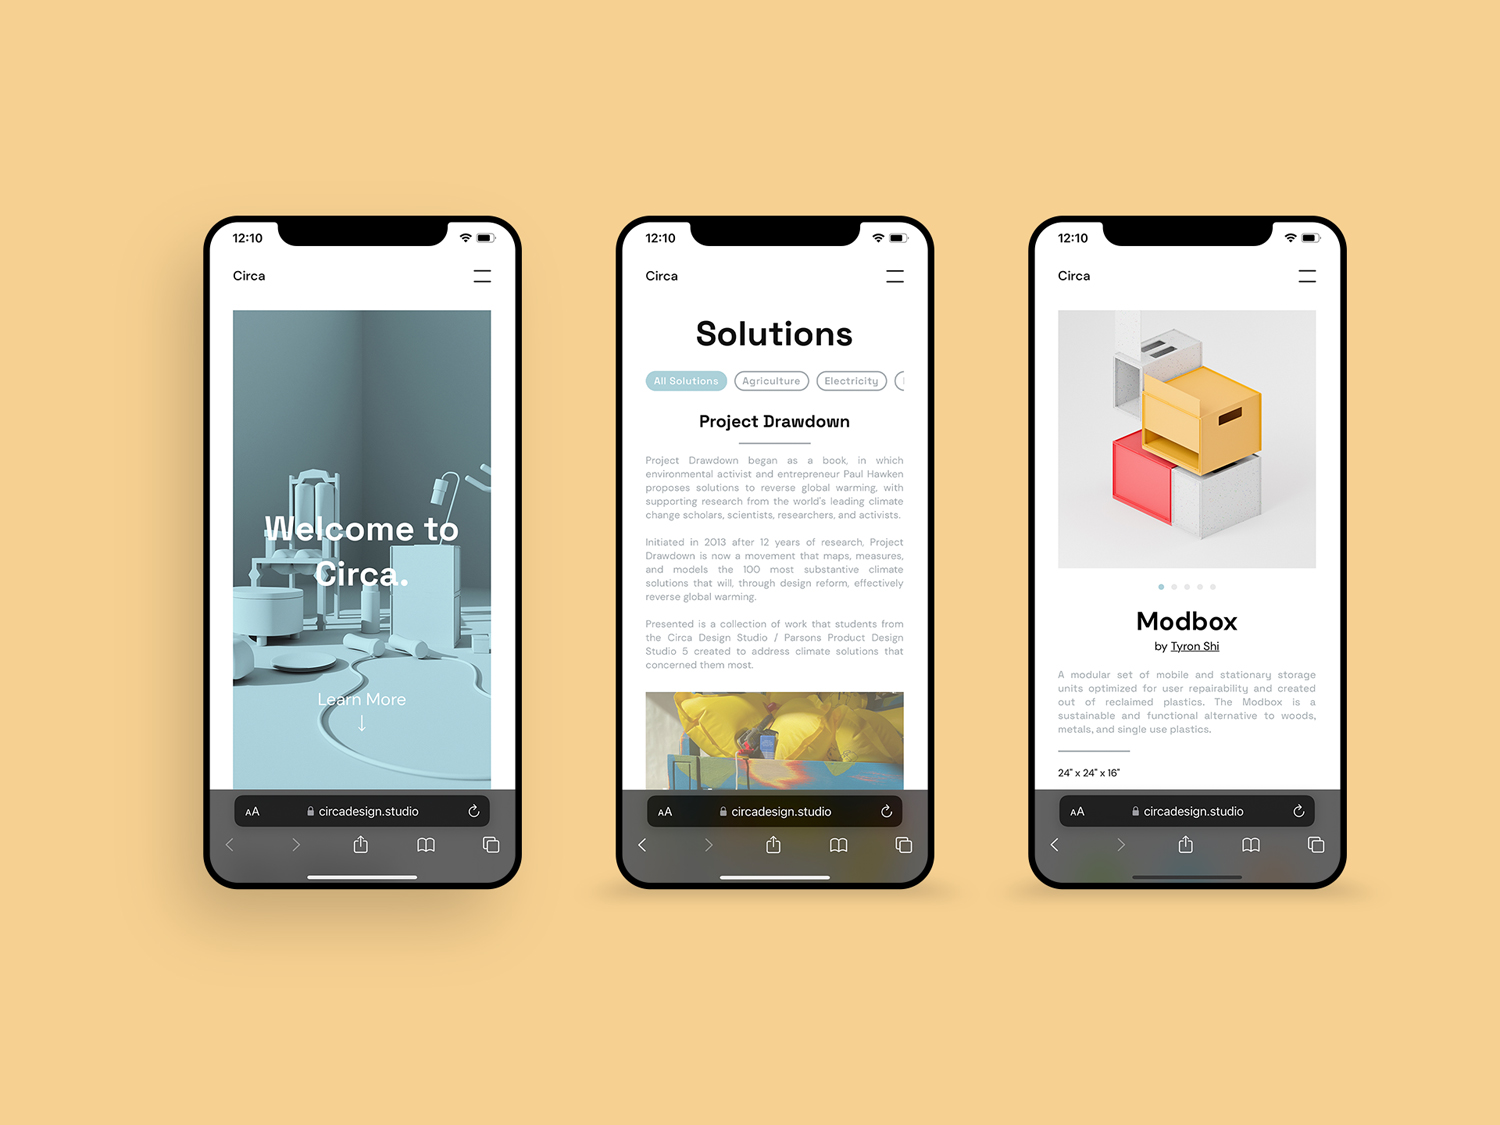 12:10
Circa
Welcome to
Circa.
Learn More
AA
circadesign.studio
12:10
Circa
Solutions
All Solutions
Agriculture
Electricity
Project Drawdown
Project Drawdown began as a book, in which
environmental activist and entrepreneur Paul Hawken
proposes solutions to reverse global warming, with
supporting research from the world's leading climate
change scholars, scientists, researchers, and activists.
Initiated in 2013 after 12 years of research, Project
Drawdown is now a movement that maps, measures,
and models the 100 most substantive climate
solutions that will, through design reform, effectively
reverse global warming.
Presented is a collection of work that students from
the Circa Design Studio / Parsons Product Design
Studio 5 created to address climate solutions that
concerned them most.
AA
circadesign.studio
12:10
Circa
Modbox
by Tyron Shi
A modular set of mobile and stationary storage
units optimized for user repairability and created
out of reclaimed plastics. The Modbox is a
sustainable and functional alternative to woods,
metals, and single use plastics.
24" x 24" x 16"
AA
circadesign.studio